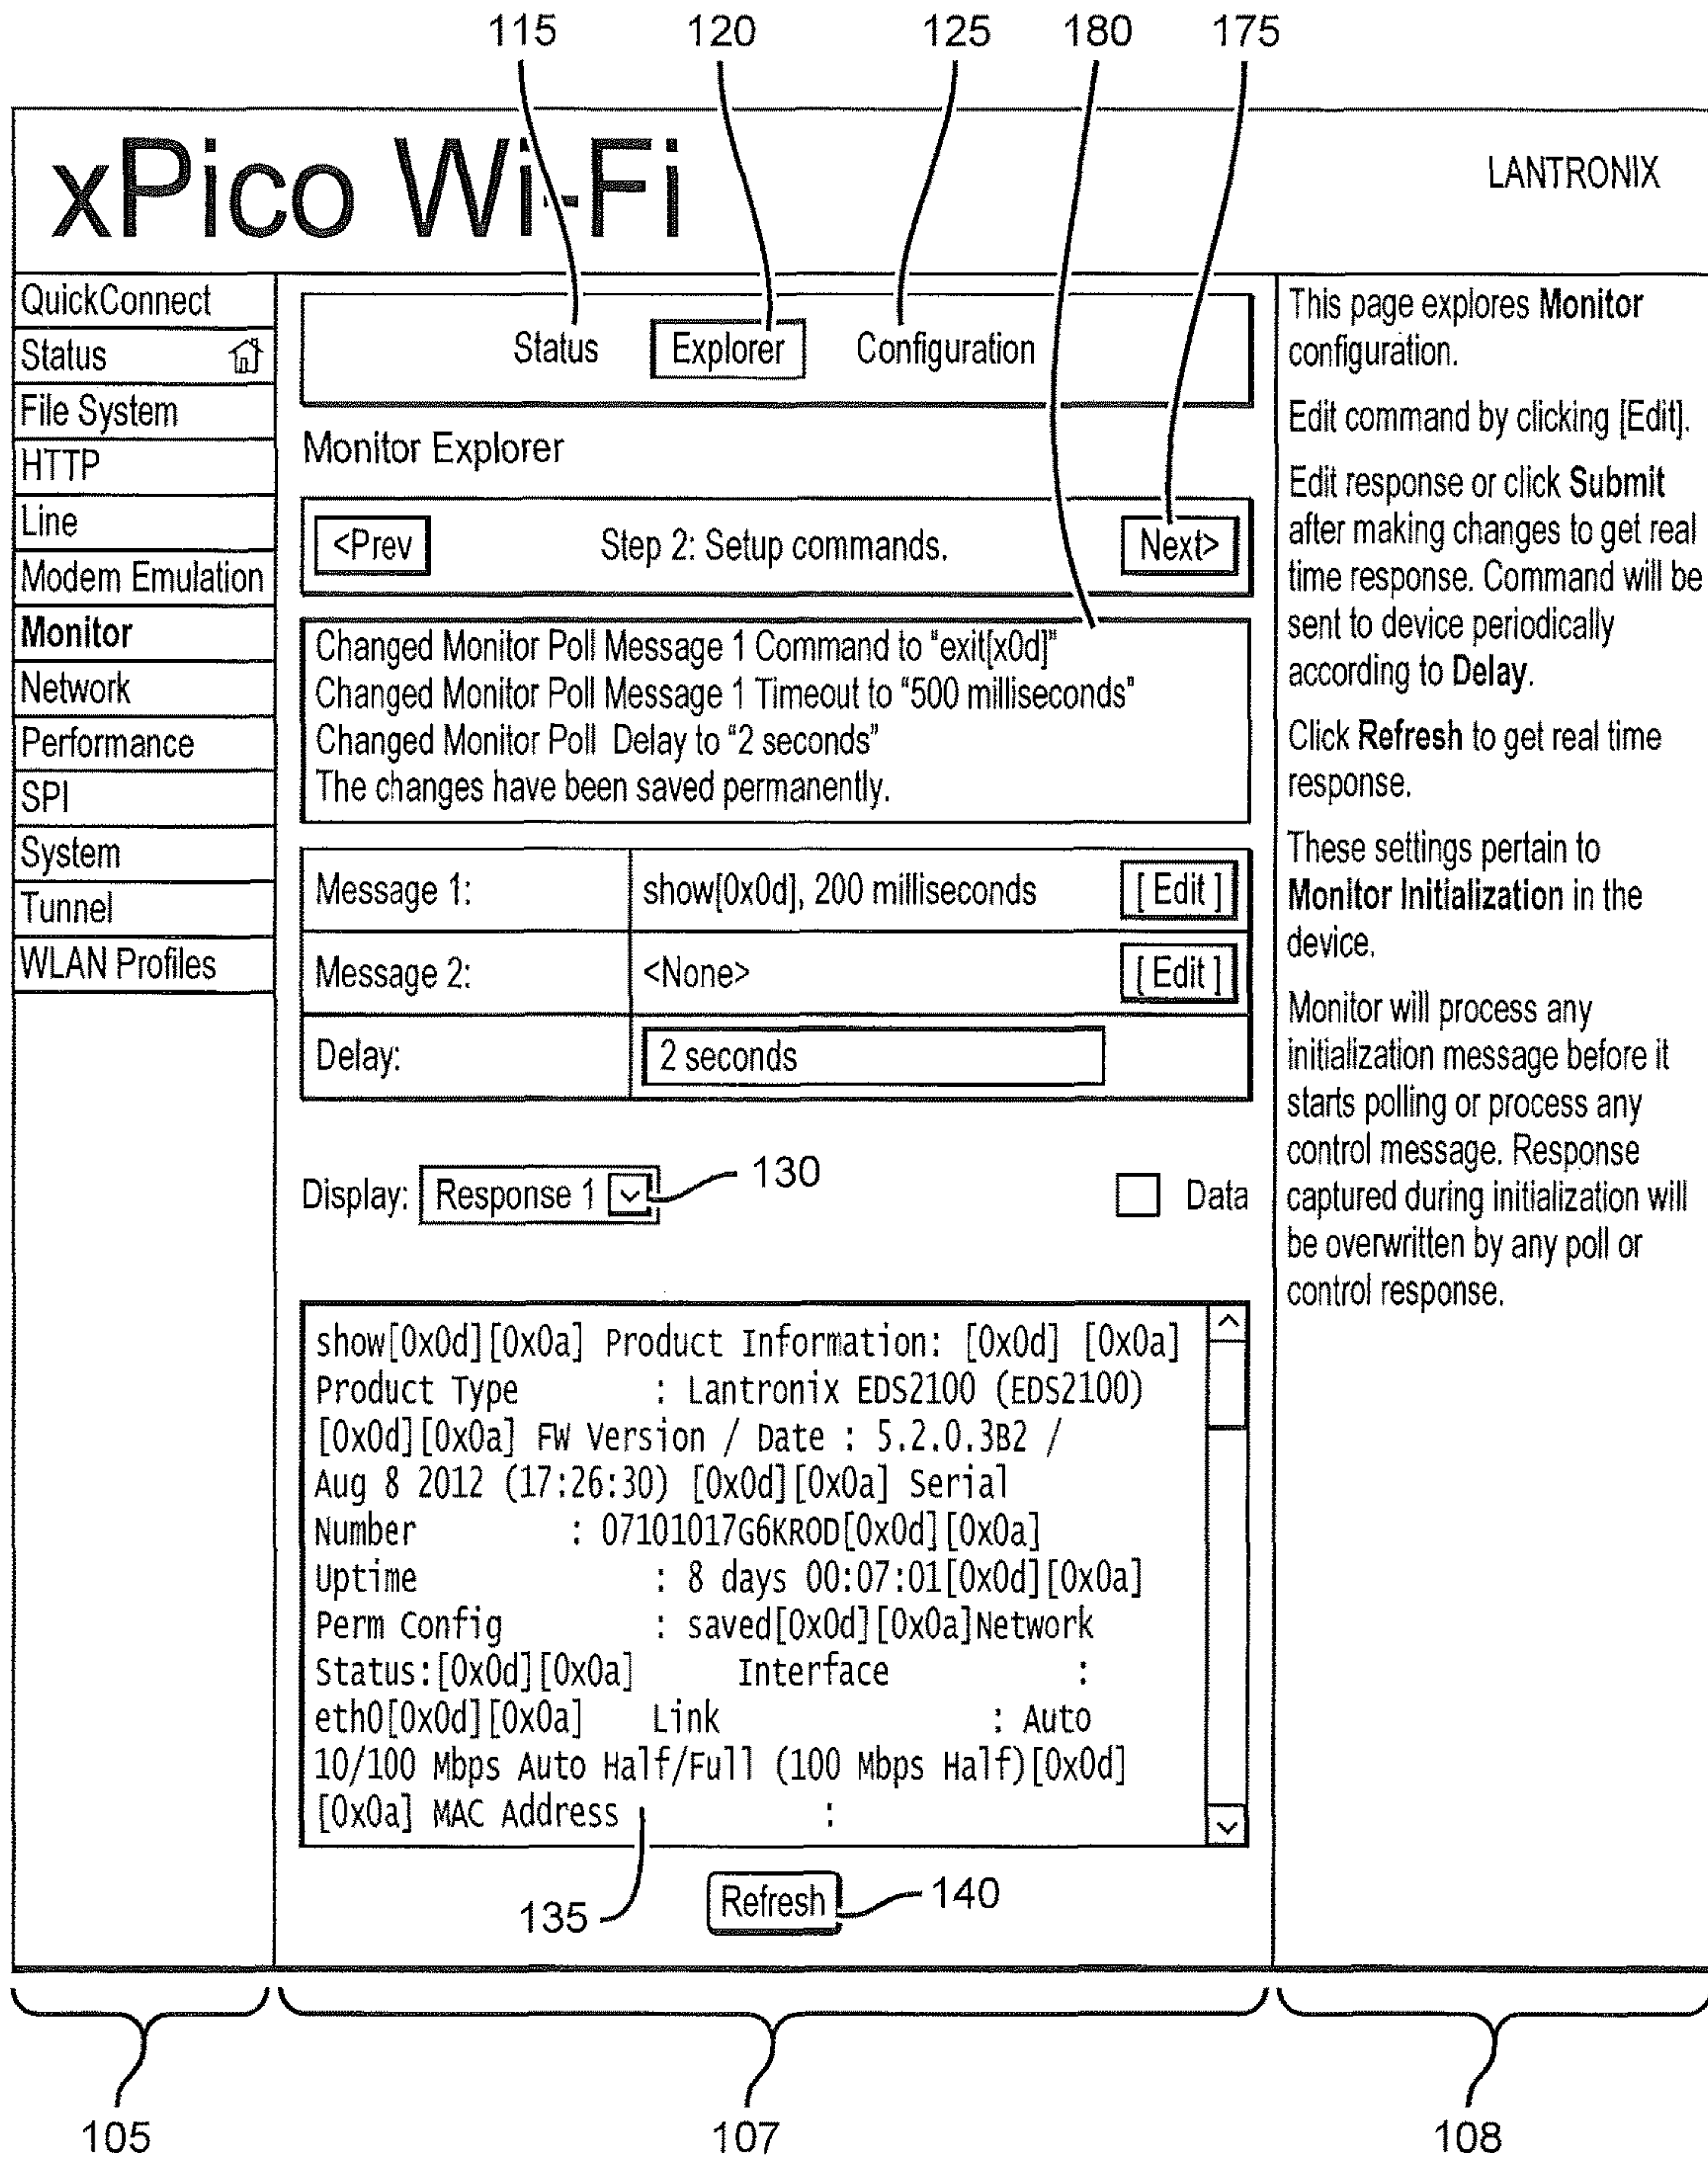 115 120 125 180 175
xPico Wi-Fi
LANTRONIX
QuickConnect
Status
File System
HTTP
Line
Modem Emulation
Monitor
Network
Performance
SPI
System
Tunnel
WLAN Profiles
Status Explorer Configuration
Monitor Explorer
<Prev Step 2: Setup commands. Next>
Changed Monitor Poll Message 1 Command to "exit[x0d]"
Changed Monitor Poll Message 1 Timeout to "500 milliseconds"
Changed Monitor Poll Delay to "2 seconds"
The changes have been saved permanently.
Message 1: show[0x0d], 200 milliseconds [ Edit ]
Message 2: <None> [ Edit ]
Delay: 2 seconds
Display: Response 1 130 Data
show[0x0d][0x0a] Product Information: [0x0d] [0x0a]
Product Type : Lantronix EDS2100 (EDS2100)
[0x0d][0x0a] FW Version / Date : 5.2.0.3B2 /
Aug 8 2012 (17:26:30) [0x0d][0x0a] Serial
Number : 07101017G6KROD[0x0d][0x0a]
Uptime : 8 days 00:07:01[0x0d][0x0a]
Perm Config : saved[0x0d][0x0a]Network
Status:[0x0d][0x0a] Interface :
eth0[0x0d][0x0a] Link : Auto
10/100 Mbps Auto Half/Full (100 Mbps Half)[0x0d]
[0x0a] MAC Address :
135 Refresh 140
This page explores Monitor
configuration.
Edit command by clicking [Edit].
Edit response or click Submit
after making changes to get real
time response. Command will be
sent to device periodically
according to Delay.
Click Refresh to get real time
response.
These settings pertain to
Monitor Initialization in the
device.
Monitor will process any
initialization message before it
starts polling or process any
control message. Response
captured during initialization will
be overwritten by any poll or
control response.
105 107 108